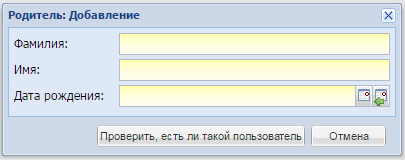 Родитель: Добавление
Фамилия:
Имя:
Дата рождения:
Проверить, есть ли такой пользователь
Отмена